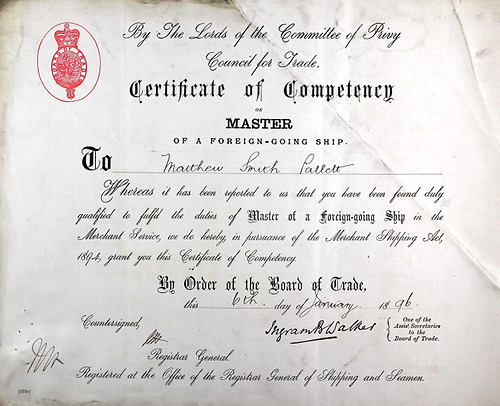 By The Lords of the Committee of Privy
Council for Trade.
Certificate of Competency
as
MASTER
OF A FOREIGN-GOING SHIP.
To Matthew Smith Pallett
Whereas it has been reported to us that you have been found duly
qualified to fulfil the duties of Master of a Foreign-going Ship in the
Merchant Service, we do hereby, in pursuance of the Merchant Shipping Act,
1894, grant you this Certificate of Competency.
By Order of the Board of Trade,
this 6th. day of January 1896.
Countersigned,
Ingram B Walker
One of the
Assist Secretaries
to the
Board of Trade.
Registrar General
Registered at the Office of the Registrar General of Shipping and Seamen.